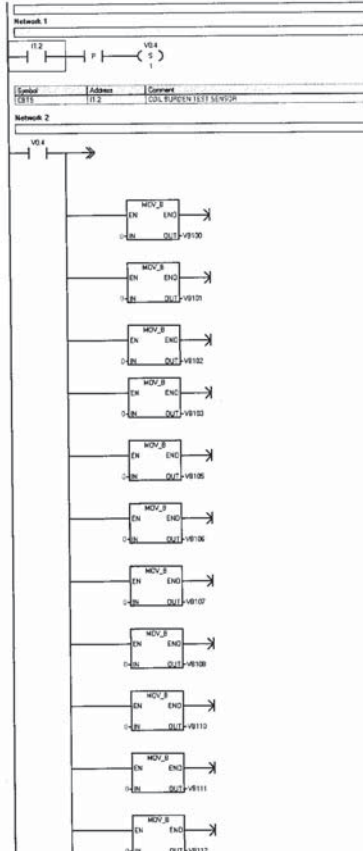 Network 1
I1.2
P
V0.4
S
1
Symbol Address Comment
CBTS I1.2 COIL BURDEN TEST SENSOR
Network 2
V0.4
MOV_B
EN ENO
0 IN OUT VB100
MOV_B
EN ENO
0 IN OUT VB101
MOV_B
EN ENO
0 IN OUT VB102
MOV_B
EN ENO
0 IN OUT VB103
MOV_B
EN ENO
0 IN OUT VB105
MOV_B
EN ENO
0 IN OUT VB106
MOV_B
EN ENO
0 IN OUT VB107
MOV_B
EN ENO
0 IN OUT VB108
MOV_B
EN ENO
0 IN OUT VB110
MOV_B
EN ENO
0 IN OUT VB111
MOV_B
EN ENO
0 IN OUT VB112